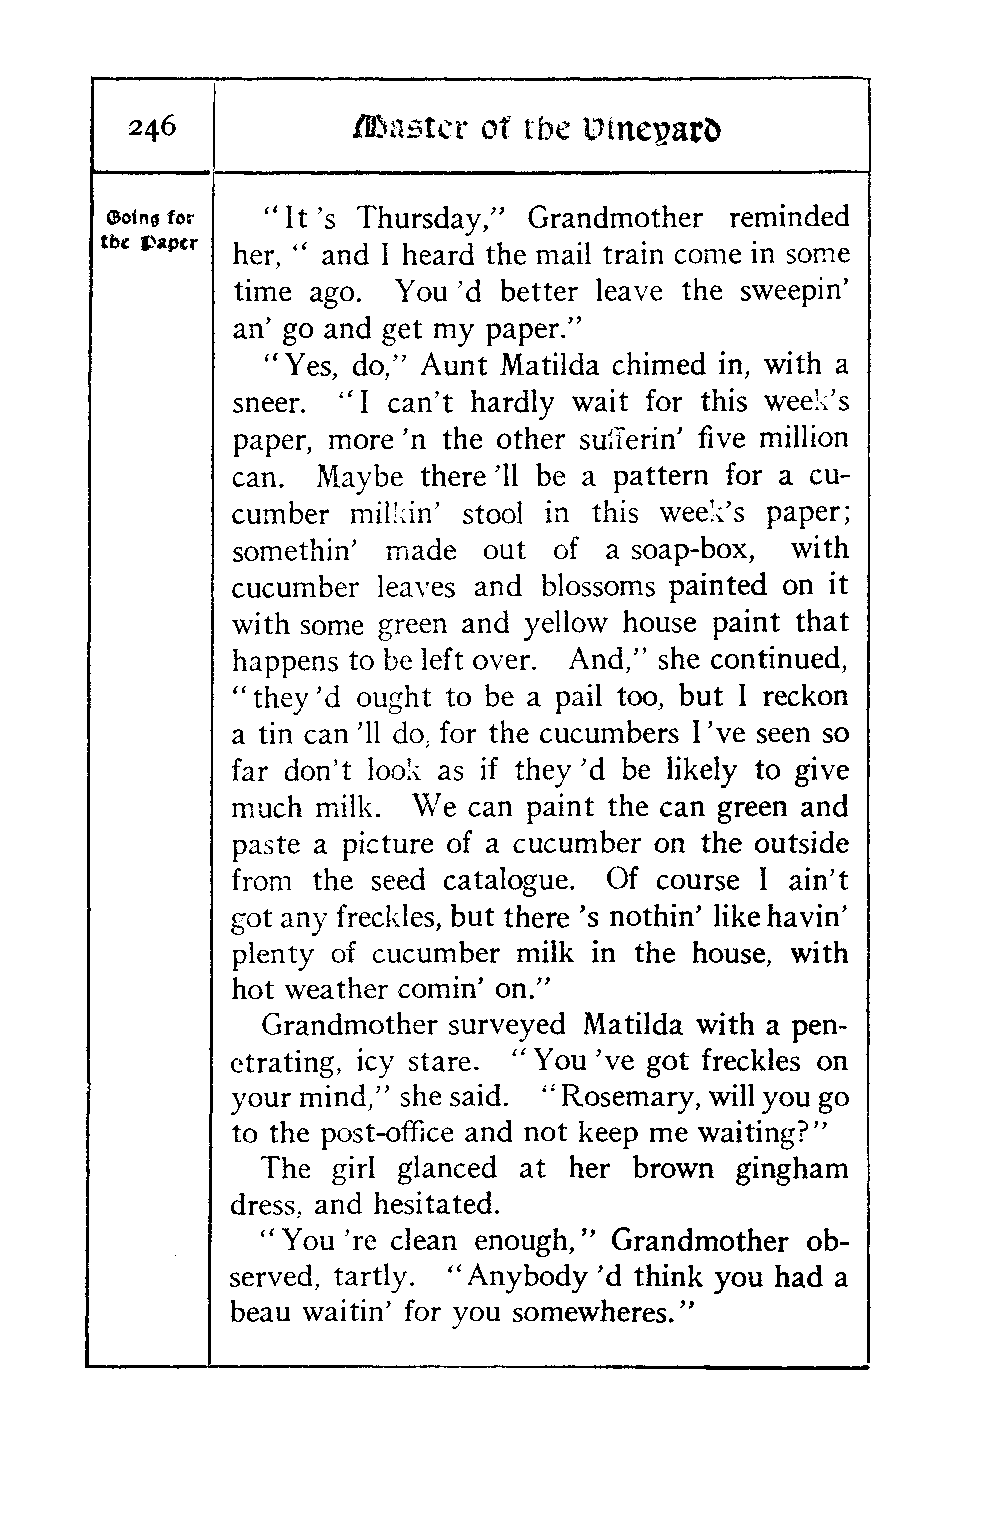 246
Master of the Vineyard
Going for
the Paper
"It 's Thursday," Grandmother reminded
her, " and I heard the mail train come in some
time ago. You 'd better leave the sweepin'
an' go and get my paper."
"Yes, do," Aunt Matilda chimed in, with a
sneer. "I can't hardly wait for this week's
paper, more 'n the other sufferin' five million
can. Maybe there 'll be a pattern for a cu-
cumber milkin' stool in this week's paper;
somethin' made out of a soap-box, with
cucumber leaves and blossoms painted on it
with some green and yellow house paint that
happens to be left over. And," she continued,
"they 'd ought to be a pail too, but I reckon
a tin can 'll do, for the cucumbers I 've seen so
far don't look as if they 'd be likely to give
much milk. We can paint the can green and
paste a picture of a cucumber on the outside
from the seed catalogue. Of course I ain't
got any freckles, but there 's nothin' like havin'
plenty of cucumber milk in the house, with
hot weather comin' on."
Grandmother surveyed Matilda with a pen-
etrating, icy stare. "You 've got freckles on
your mind," she said. "Rosemary, will you go
to the post-office and not keep me waiting?"
The girl glanced at her brown gingham
dress, and hesitated.
"You 're clean enough," Grandmother ob-
served, tartly. "Anybody 'd think you had a
beau waitin' for you somewheres."